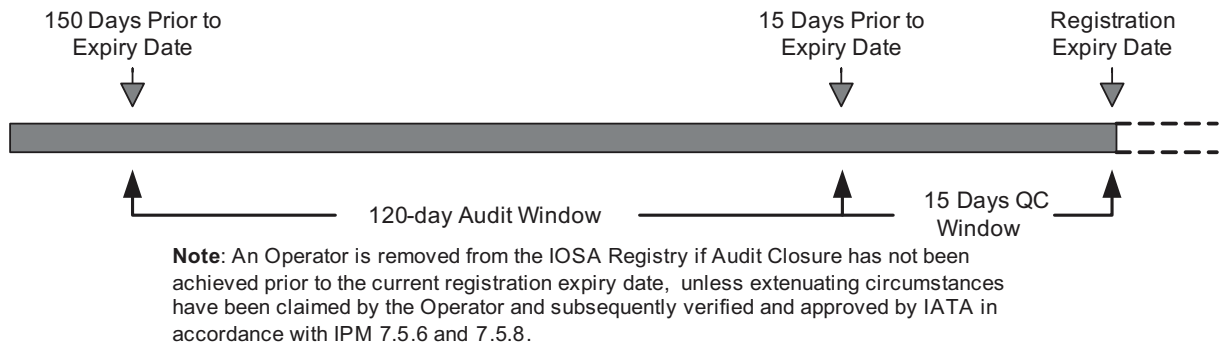 150 Days Prior to
Expiry Date
15 Days Prior to
Expiry Date
Registration
Expiry Date
120-day Audit Window
15 Days QC
Window
Note: An Operator is removed from the IOSA Registry if Audit Closure has not been
achieved prior to the current registration expiry date, unless extenuating circumstances
have been claimed by the Operator and subsequently verified and approved by IATA in
accordance with IPM 7.5.6 and 7.5.8.